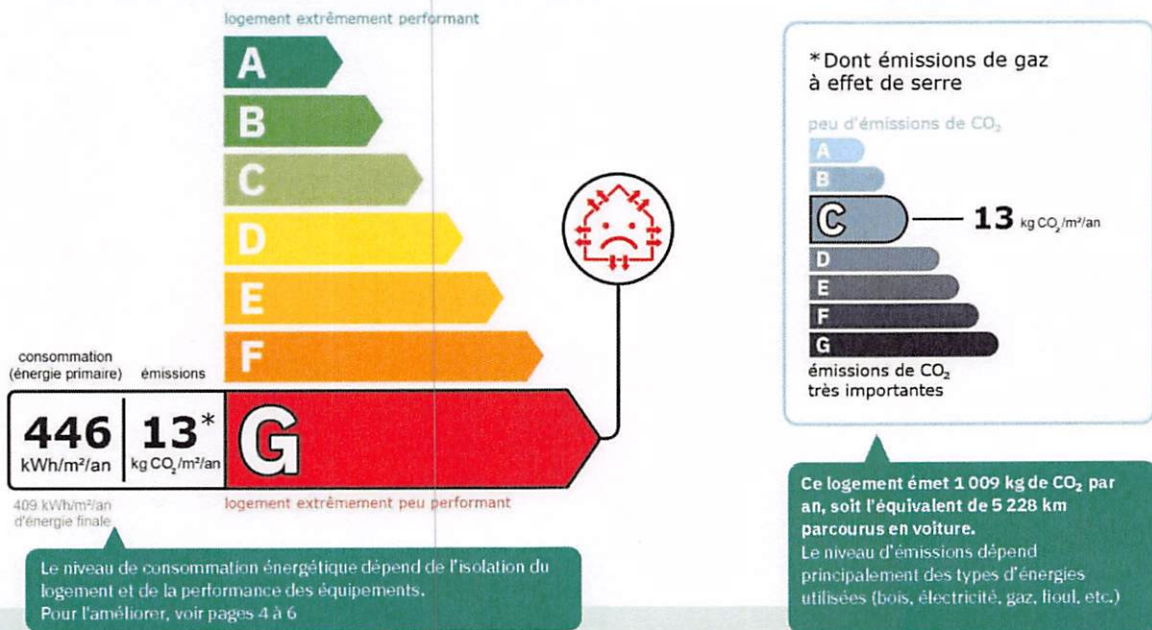 logement extrêmement performant
A
B
C
D
E
F
consommation
(énergie primaire)
émissions
446
kWh/m²/an
13*
kg CO₂/m²/an
G
409 kWh/m²/an
d'énergie finale
logement extrêmement peu performant
Le niveau de consommation énergétique dépend de l'isolation du
logement et de la performance des équipements.
Pour l'améliorer, voir pages 4 à 6
*Dont émissions de gaz
à effet de serre
peu d'émissions de CO₂
A
B
C
13 kg CO₂/m²/an
D
E
F
G
émissions de CO₂
très importantes
Ce logement émet 1 009 kg de CO₂ par
an, soit l'équivalent de 5 228 km
parcourus en voiture.
Le niveau d'émissions dépend
principalement des types d'énergies
utilisées (bois, électricité, gaz, fioul, etc.)